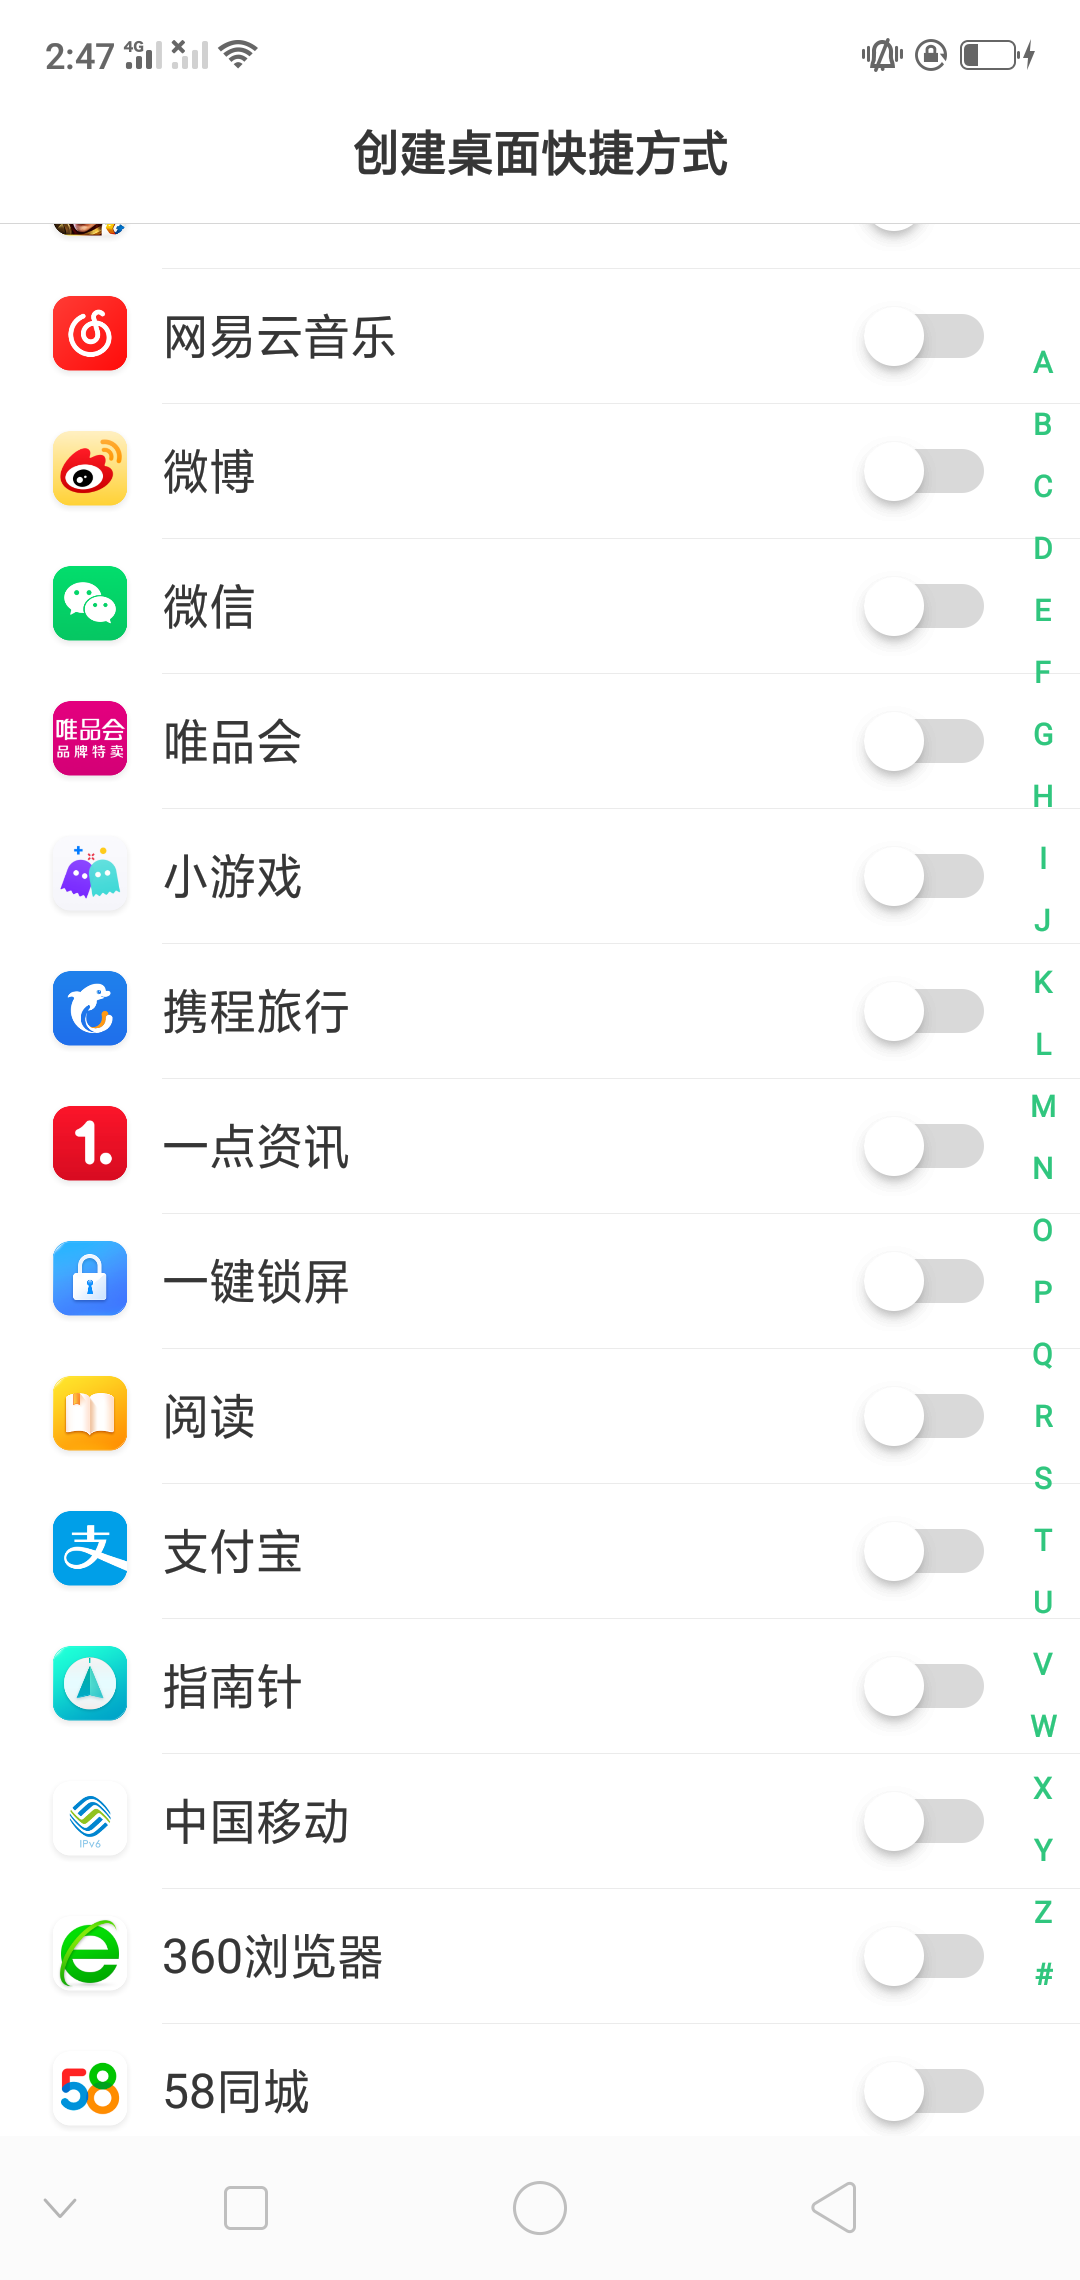 2:47 4G
创建桌面快捷方式
网易云音乐
A
B
微博
C
D
微信
E
F
唯品会
品牌特卖
唯品会
G
H
小游戏
I
J
携程旅行
K
L
1.
一点资讯
M
N
一键锁屏
O
P
Q
阅读
R
S
支
支付宝
T
U
指南针
V
W
IPv6
中国移动
X
Y
360浏览器
Z
#
58
58同城